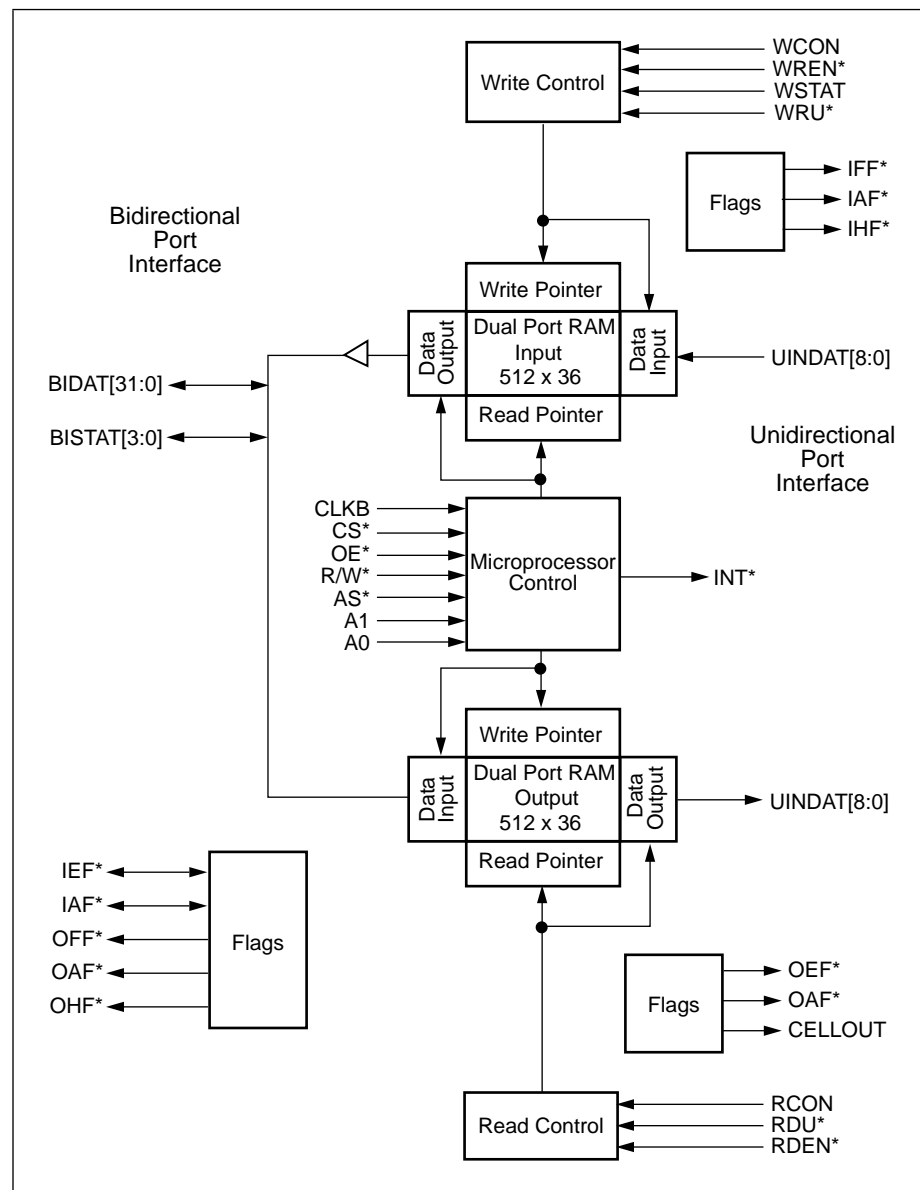 WCON
WREN*
WSTAT
WRU*
Write Control
IFF*
IAF*
IHF*
Flags
Bidirectional
Port
Interface
Write Pointer
Data
Output
Dual Port RAM
Input
512 x 36
Data
Input
UINDAT[8:0]
Read Pointer
BIDAT[31:0]
BISTAT[3:0]
Unidirectional
Port
Interface
CLKB
CS*
OE*
R/W*
AS*
A1
A0
Microprocessor
Control
INT*
Write Pointer
Data
Input
Dual Port RAM
Output
512 x 36
Data
Output
UINDAT[8:0]
Read Pointer
IEF*
IAF*
OFF*
OAF*
OHF*
Flags
Flags
OEF*
OAF*
CELLOUT
Read Control
RCON
RDU*
RDEN*